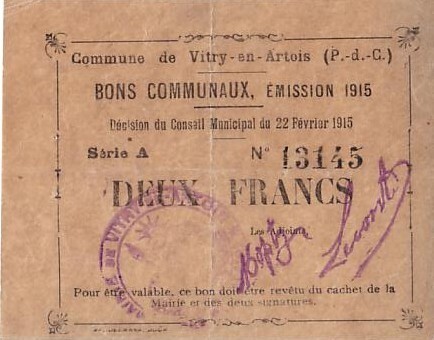 Commune de Vitry-en-Artois (P.-d.-C.)
BONS COMMUNAUX, ÉMISSION 1915
Décision du Conseil Municipal du 22 Février 1915
Série A N° 13145
DEUX FRANCS
Les Adjoints,
Pour être valable, ce bon doit être revêtu du cachet de la
Mairie et des deux signatures.